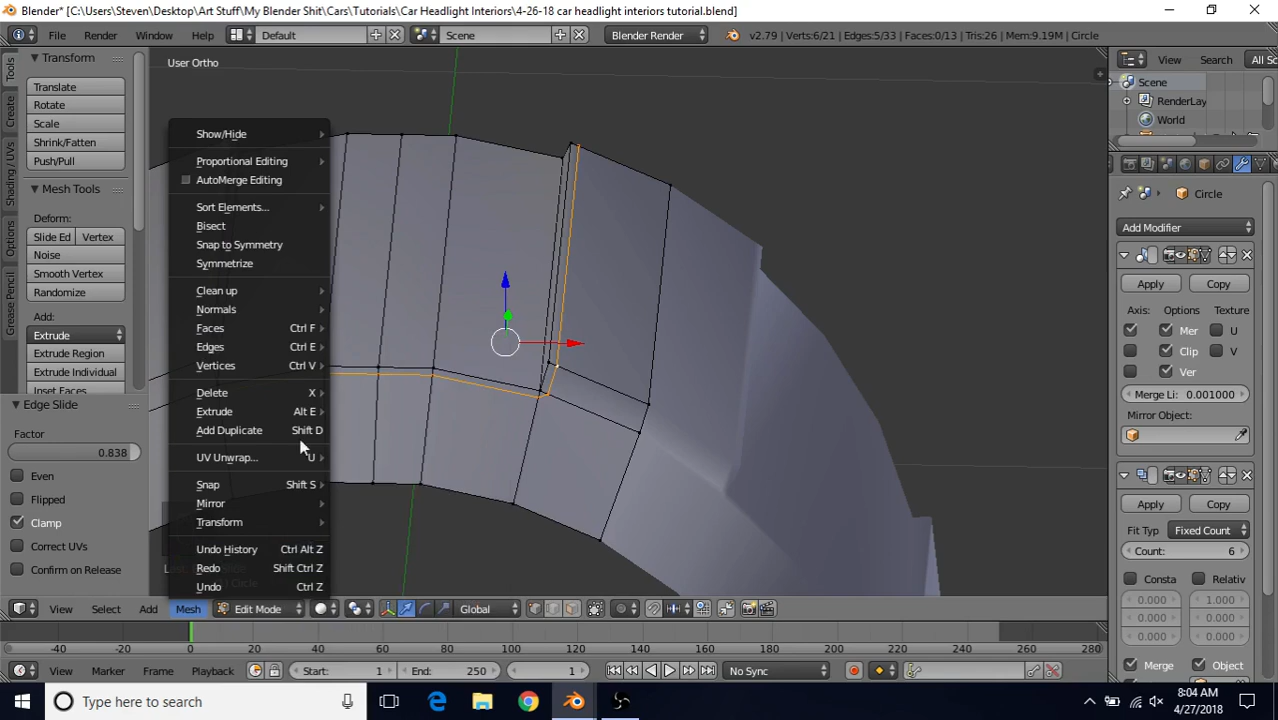 Blender* [C:\Users\Steven\Desktop\Art Stuff\My Blender Shit\Cars\Tutorials\Car Headlight Interiors\4-26-18 car headlight interiors tutorial.blend]
File Render Window Help Default Scene Blender Render v2.79 | Verts:6/21 | Edges:5/33 | Faces:0/13 | Tris:26 | Mem:9.19M | Circle
Tools
Create
Shading / UVs
Options
Grease Pencil
Transform
Translate
Rotate
Scale
Shrink/Fatten
Push/Pull
Mesh Tools
Deform:
Slide Ed Vertex
Noise
Smooth Vertex
Randomize
Add:
Extrude
Extrude Region
Extrude Individual
Inset Faces
Edge Slide
Factor
0.838
Even
Flipped
Clamp
Correct UVs
Confirm on Release
User Ortho
Show/Hide
Proportional Editing
AutoMerge Editing
Sort Elements...
Bisect
Snap to Symmetry
Symmetrize
Clean up
Normals
Faces Ctrl F
Edges Ctrl E
Vertices Ctrl V
Delete X
Extrude Alt E
Add Duplicate Shift D
UV Unwrap... U
Snap Shift S
Mirror
Transform
Undo History Ctrl Alt Z
Redo Shift Ctrl Z
Undo Ctrl Z
View Search All Sc
Scene
RenderLay
World
Circle
Add Modifier
Apply Copy
Axis: Options
Mer U
Clip V
Ver
Merge Li: 0.001000
Mirror Object:
Apply Copy
Fit Typ Fixed Count
Count: 6
Consta Relativ
0.000 1.000
0.000 0.000
0.000 0.000
Merge Object
View Select Add Mesh Edit Mode Global
-40 -20 0 20 40 60 80 100 120 140 160 180 200 220 240 260 280
View Marker Frame Playback Start: 1 End: 250 1 No Sync
Type here to search
8:04 AM
4/27/2018